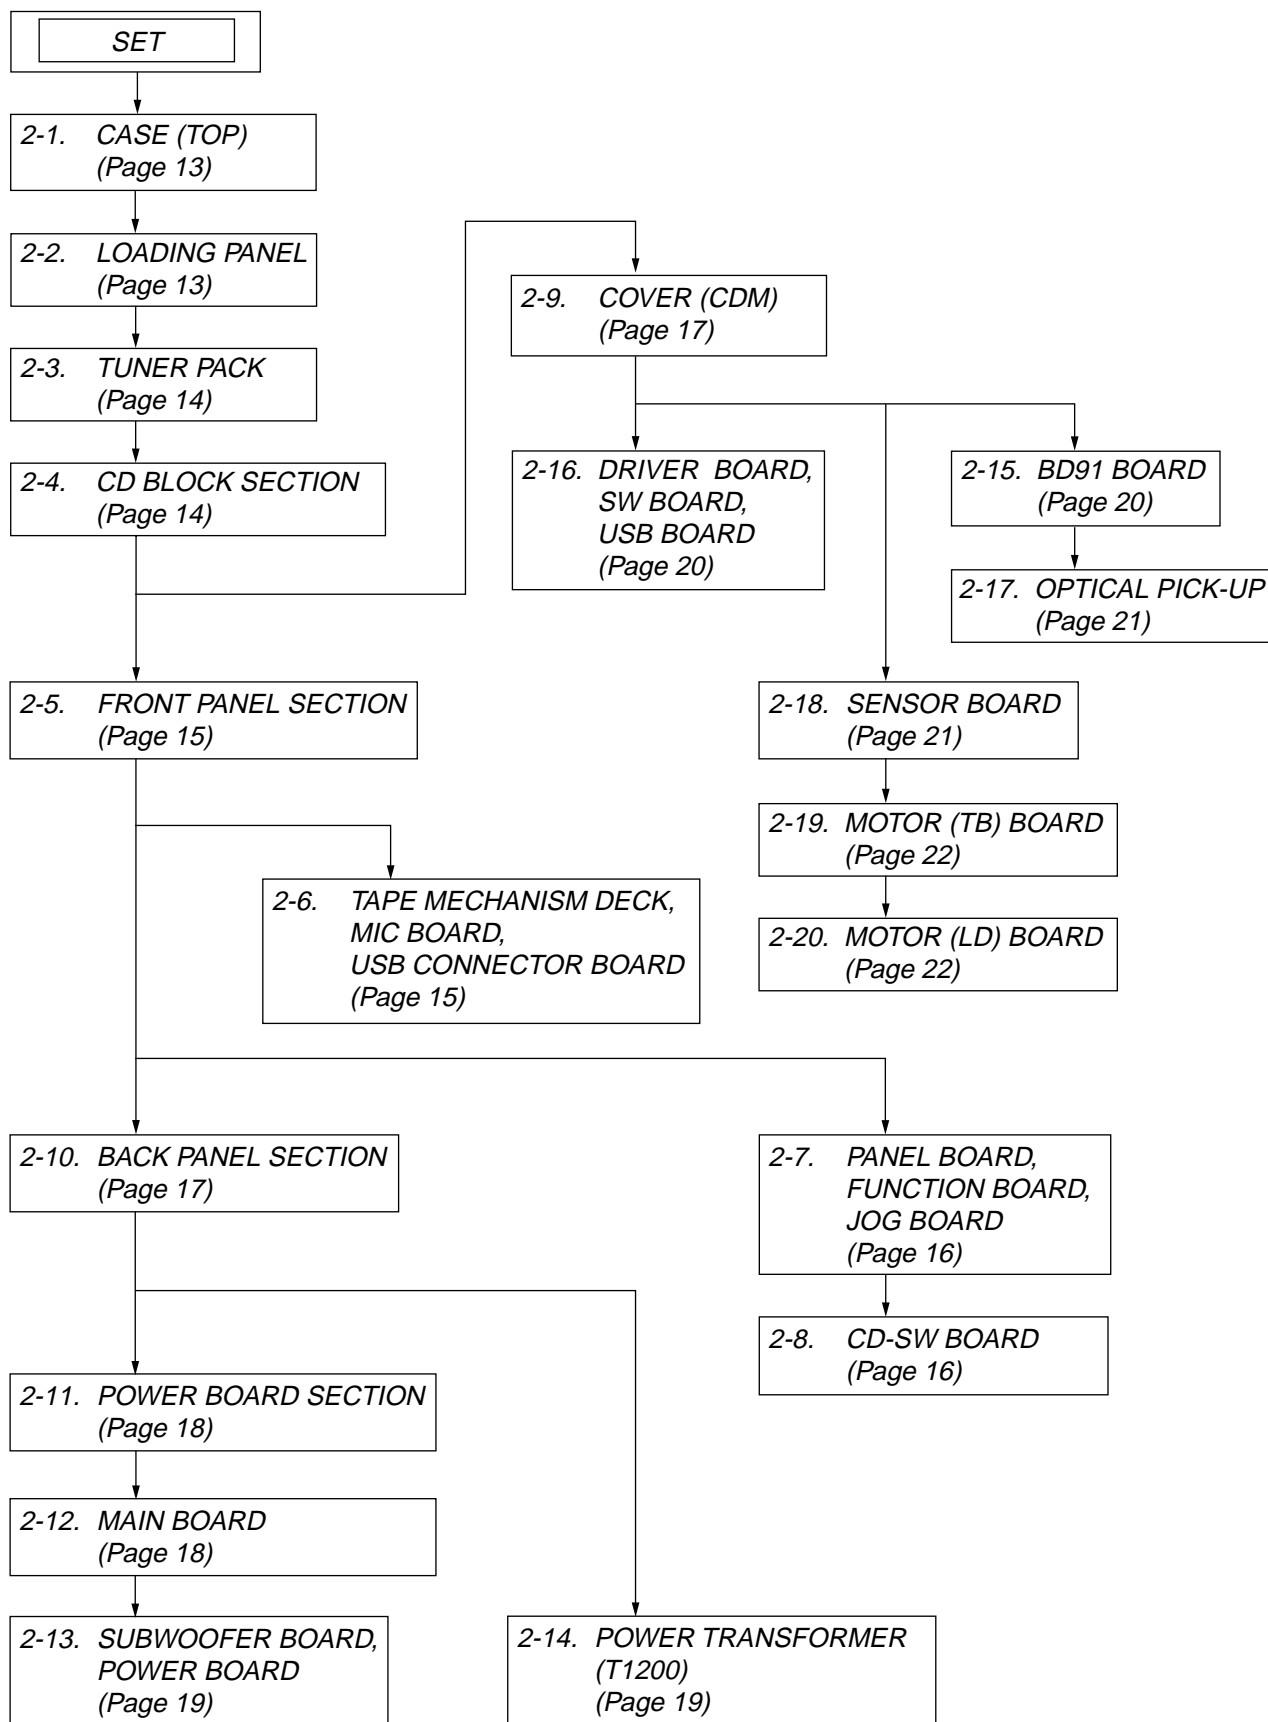 SET
2-1. CASE (TOP)
(Page 13)
2-2. LOADING PANEL
(Page 13)
2-3. TUNER PACK
(Page 14)
2-4. CD BLOCK SECTION
(Page 14)
2-9. COVER (CDM)
(Page 17)
2-16. DRIVER BOARD,
SW BOARD,
USB BOARD
(Page 20)
2-15. BD91 BOARD
(Page 20)
2-17. OPTICAL PICK-UP
(Page 21)
2-5. FRONT PANEL SECTION
(Page 15)
2-18. SENSOR BOARD
(Page 21)
2-19. MOTOR (TB) BOARD
(Page 22)
2-20. MOTOR (LD) BOARD
(Page 22)
2-6. TAPE MECHANISM DECK,
MIC BOARD,
USB CONNECTOR BOARD
(Page 15)
2-10. BACK PANEL SECTION
(Page 17)
2-7. PANEL BOARD,
FUNCTION BOARD,
JOG BOARD
(Page 16)
2-8. CD-SW BOARD
(Page 16)
2-11. POWER BOARD SECTION
(Page 18)
2-12. MAIN BOARD
(Page 18)
2-13. SUBWOOFER BOARD,
POWER BOARD
(Page 19)
2-14. POWER TRANSFORMER
(T1200)
(Page 19)